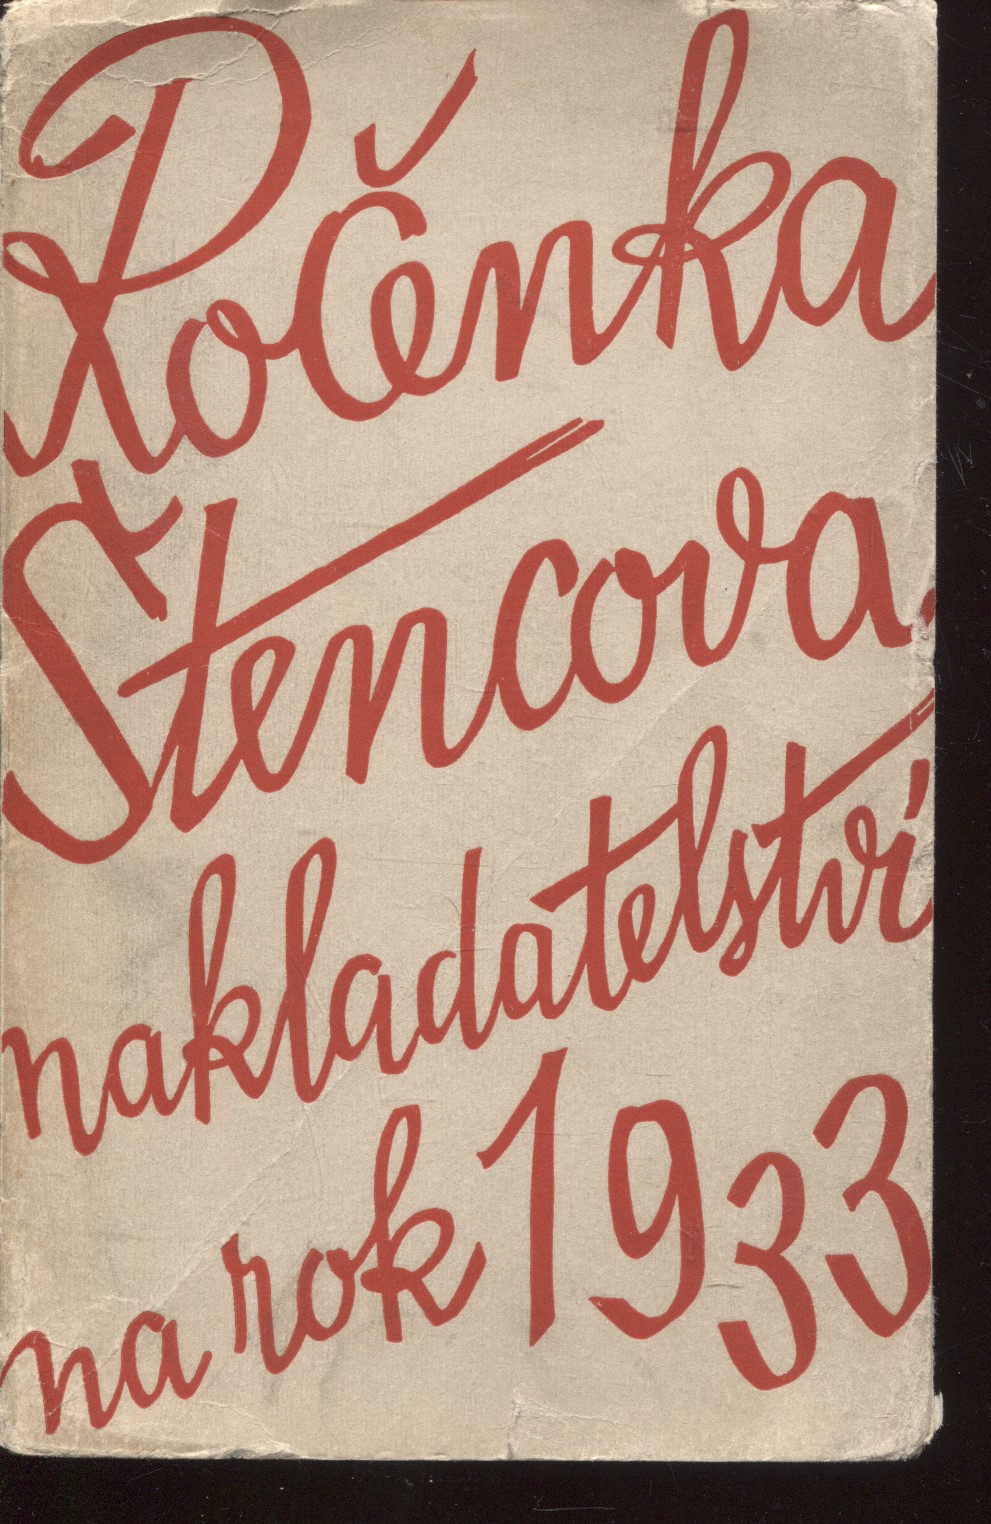 Ročenka
Štencova
nakladatelství
na rok 1933